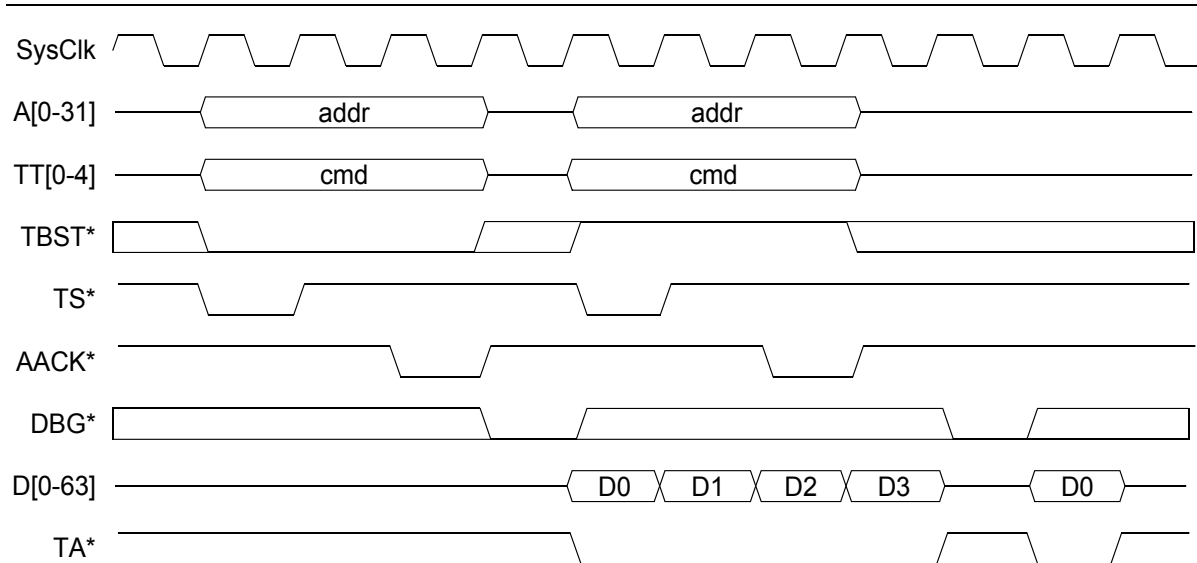 SysClk
A[0-31] addr addr
TT[0-4] cmd cmd
TBST*
TS*
AACK*
DBG*
D[0-63] D0 D1 D2 D3 D0
TA*